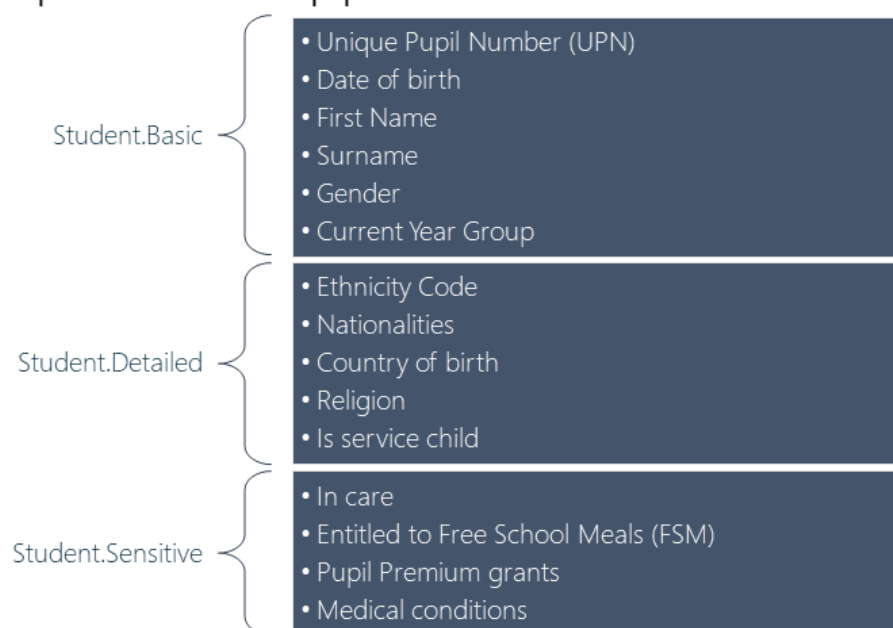 Student.Basic
• Unique Pupil Number (UPN)
• Date of birth
• First Name
• Surname
• Gender
• Current Year Group
Student.Detailed
• Ethnicity Code
• Nationalities
• Country of birth
• Religion
• Is service child
Student.Sensitive
• In care
• Entitled to Free School Meals (FSM)
• Pupil Premium grants
• Medical conditions